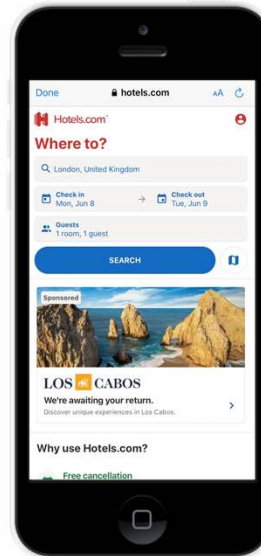 Done hotels.com AA
Hotels.com™
Where to?
London, United Kingdom
Check in
Mon, Jun 8
Check out
Tue, Jun 9
Guests
1 room, 1 guest
SEARCH
Sponsored
LOS CABOS
We're awaiting your return.
Discover unique experiences in Los Cabos.
Why use Hotels.com?
Free cancellation